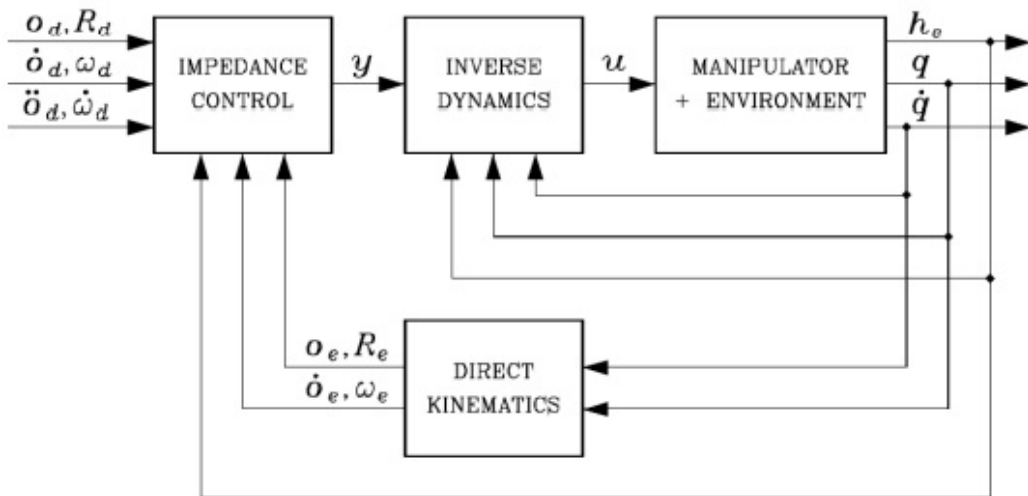 o_d, R_d
ȯ_d, ω_d
ö_d, ω̇_d
IMPEDANCE
CONTROL
y
INVERSE
DYNAMICS
u
MANIPULATOR
+ ENVIRONMENT
h_e
q
q̇
o_e, R_e
ȯ_e, ω_e
DIRECT
KINEMATICS